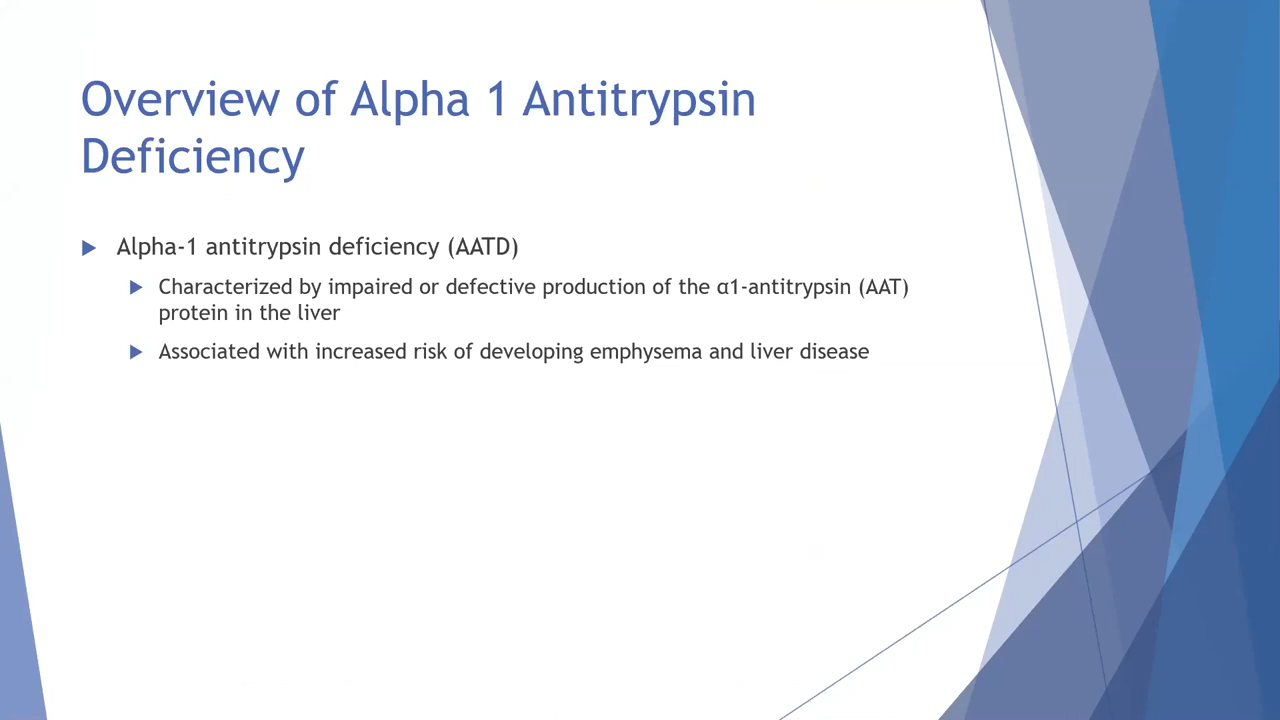 Overview of Alpha 1 Antitrypsin
Deficiency
Alpha-1 antitrypsin deficiency (AATD)
Characterized by impaired or defective production of the α1-antitrypsin (AAT)
protein in the liver
Associated with increased risk of developing emphysema and liver disease